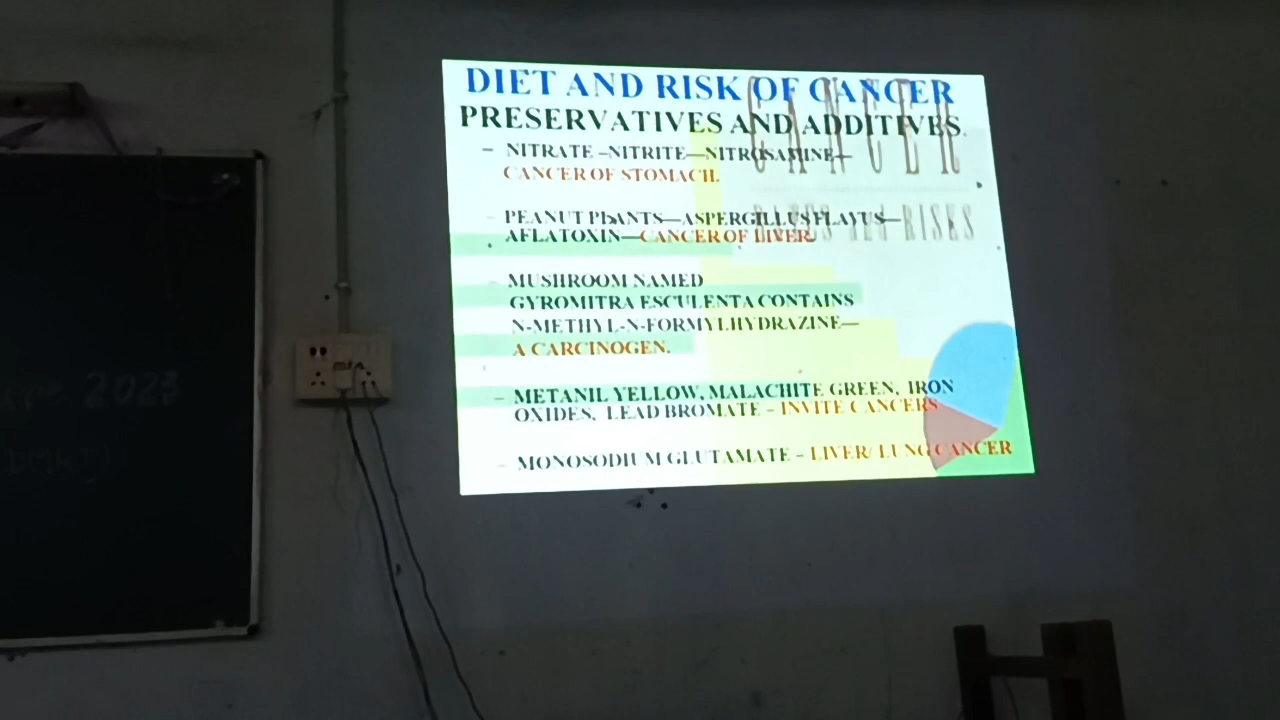 DIET AND RISK OF CANCER
PRESERVATIVES AND ADDITIVES.
– NITRATE –NITRITE—NITROSAMINE—
CANCER OF STOMACH.
– PEANUT PLANTS—ASPERGILLUS FLAVUS—
AFLATOXIN—CANCER OF LIVER.
– MUSHROOM NAMED
GYROMITRA ESCULENTA CONTAINS
N-METHYL-N-FORMYLHYDRAZINE—
A CARCINOGEN.
– METANIL YELLOW, MALACHITE GREEN, IRON
OXIDES, LEAD BROMATE – INVITE CANCERS
– MONOSODIUM GLUTAMATE – LIVER/ LUNG CANCER
CANCER
RISKS
2023